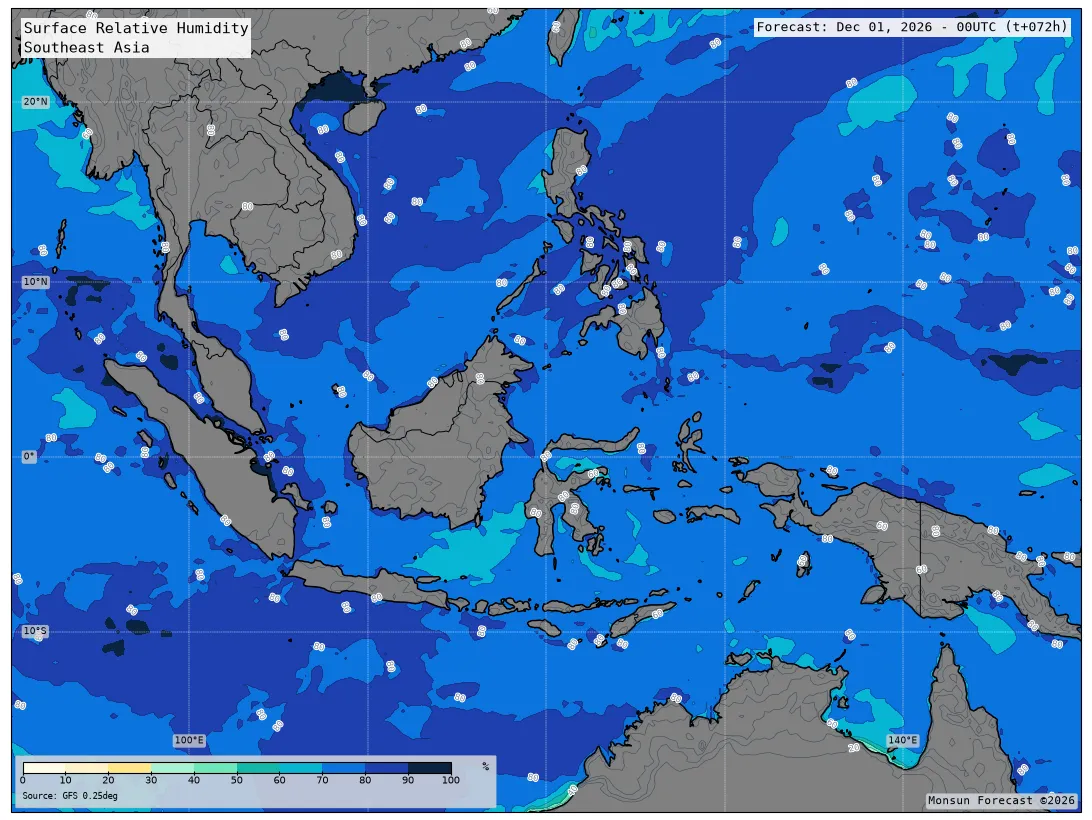 Surface Relative Humidity
Southeast Asia
Forecast: Dec 01, 2026 - 00UTC (t+072h)
20°N
10°N
0°
10°S
100°E
140°E
0 10 20 30 40 50 60 70 80 90 100
%
Source: GFS 0.25deg
Monsun Forecast ©2026